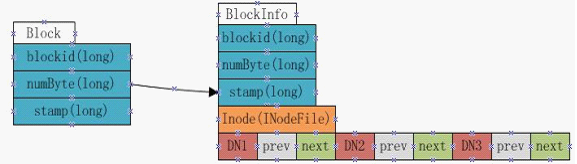 Block
blockid(long)
numByte(long)
stamp(long)
BlockInfo
blockid(long)
numByte(long)
stamp(long)
Inode(INodeFile)
DN1 prev next DN2 prev next DN3 prev next